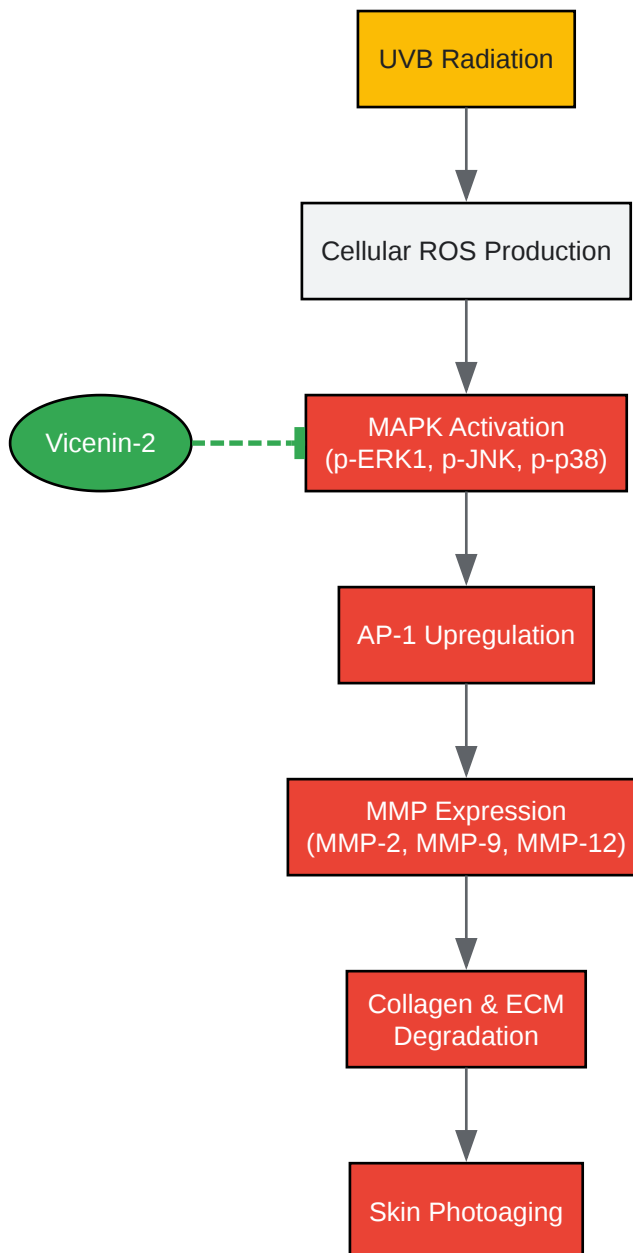 UVB Radiation
Cellular ROS Production
Vicenin-2
MAPK Activation
(p-ERK1, p-JNK, p-p38)
AP-1 Upregulation
MMP Expression
(MMP-2, MMP-9, MMP-12)
Collagen & ECM
Degradation
Skin Photoaging